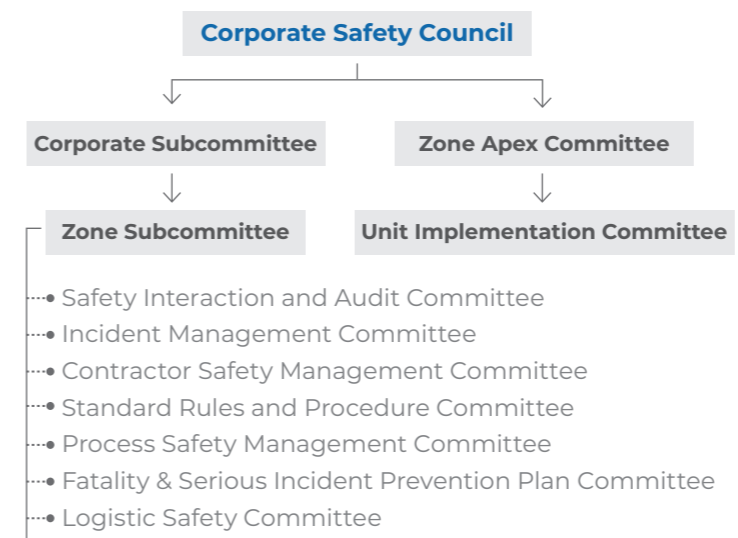 Corporate Safety Council
Corporate Subcommittee
Zone Apex Committee
Zone Subcommittee
Unit Implementation Committee
Safety Interaction and Audit Committee
Incident Management Committee
Contractor Safety Management Committee
Standard Rules and Procedure Committee
Process Safety Management Committee
Fatality & Serious Incident Prevention Plan Committee
Logistic Safety Committee